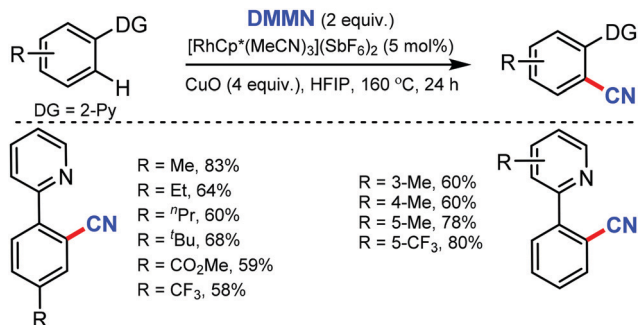 DMMN (2 equiv.)
[RhCp*(MeCN)₃](SbF₆)₂ (5 mol%)
CuO (4 equiv.), HFIP, 160 °C, 24 h
R
DG
H
DG = 2-Py
R
DG
CN
N
CN
R
R = Me, 83%
R = Et, 64%
R = ⁿPr, 60%
R = ᵗBu, 68%
R = CO₂Me, 59%
R = CF₃, 58%
R = 3-Me, 60%
R = 4-Me, 60%
R = 5-Me, 78%
R = 5-CF₃, 80%
R
N
CN